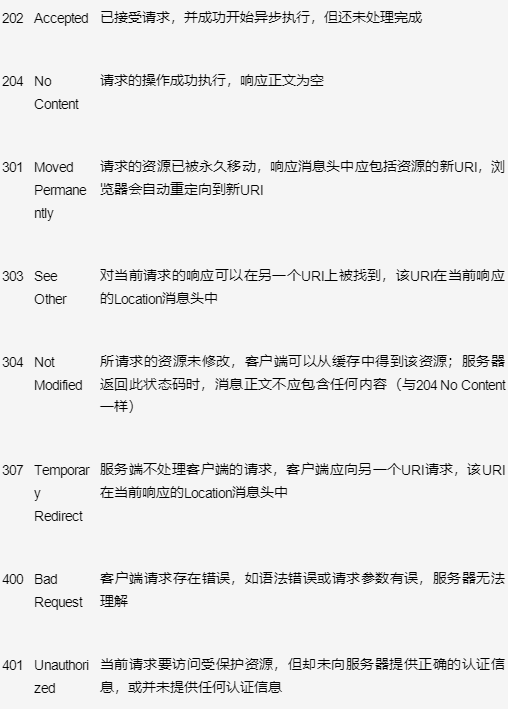 202 Accepted 已接受请求，并成功开始异步执行，但还未处理完成
204 No 请求的操作成功执行，响应正文为空
Content
301 Moved 请求的资源已被永久移动，响应消息头中应包括资源的新URI，浏
Permane 览器会自动重定向到新URI
ntly
303 See 对当前请求的响应可以在另一个URI上被找到，该URI在当前响应
Other 的Location消息头中
304 Not 所请求的资源未修改，客户端可以从缓存中得到该资源；服务器
Modified 返回此状态码时，消息正文不应包含任何内容（与204 No Content
一样）
307 Temporar 服务端不处理客户端的请求，客户端应向另一个URI请求，该URI
y 在当前响应的Location消息头中
Redirect
400 Bad 客户端请求存在错误，如语法错误或请求参数有误，服务器无法
Request 理解
401 Unauthori 当前请求要访问受保护资源，但却未向服务器提供正确的认证信
zed 息，或并未提供任何认证信息